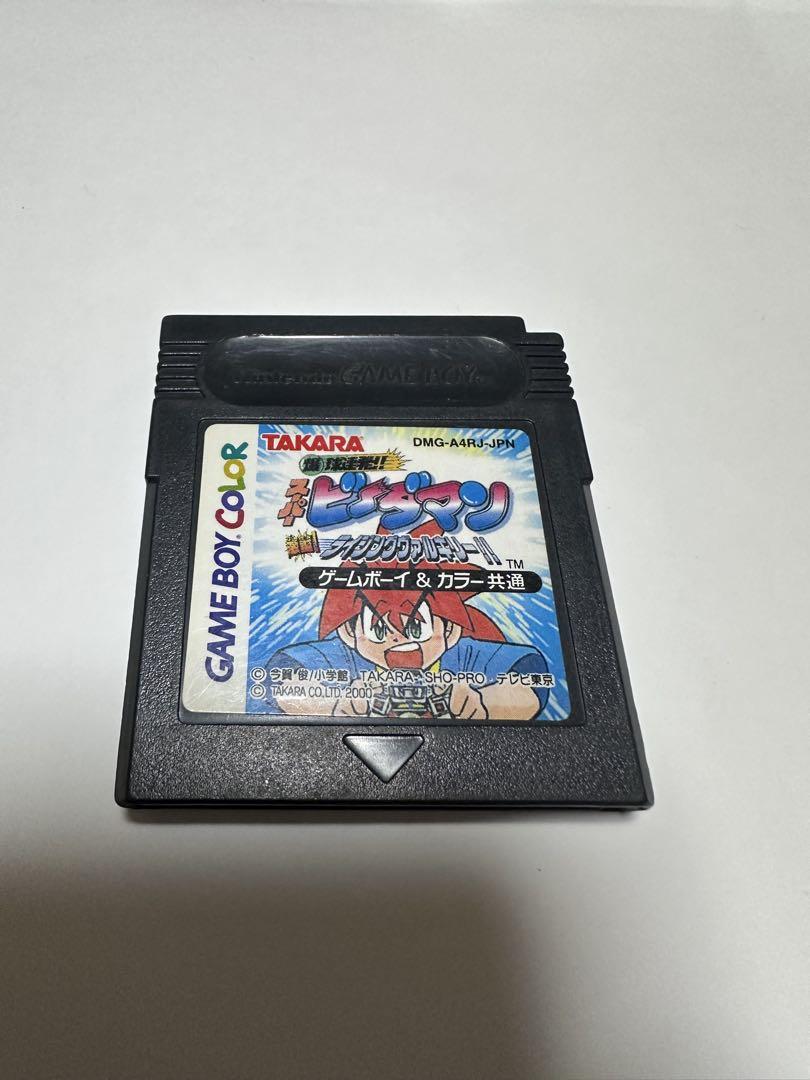 Nintendo GAME BOY
GAME BOY COLOR
TAKARA
DMG-A4RJ-JPN
爆球連発!!
スーパー
ビーダマン
撃龍!ライジングヴァルキリー!!
TM
ゲームボーイ & カラー共通
© 今賀 俊/小学館 TAKARA・SHO-PRO・テレビ東京
© TAKARA CO.,LTD. 2000